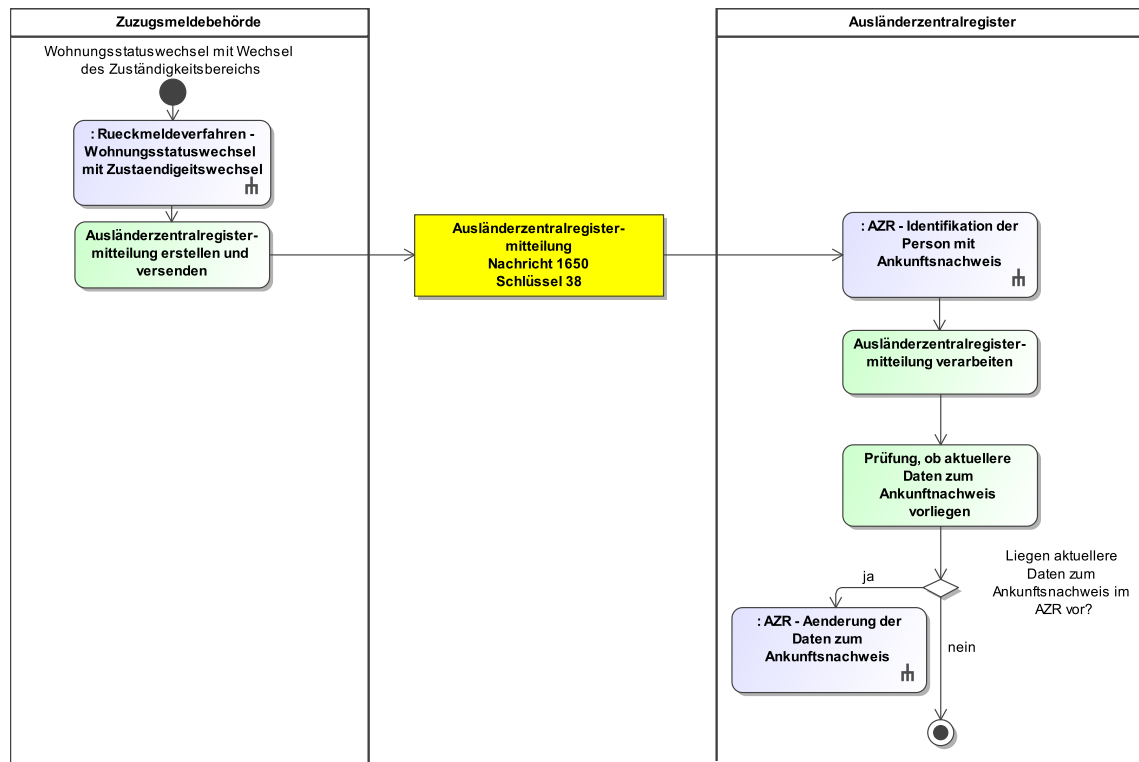 Zuzugsmeldebehörde
Ausländerzentralregister
Wohnungsstatuswechsel mit Wechsel
des Zuständigkeitsbereichs
: Rueckmeldeverfahren -
Wohnungsstatuswechsel
mit Zustaendigeitswechsel
Ausländerzentralregister-
mitteilung erstellen und
versenden
Ausländerzentralregister-
mitteilung
Nachricht 1650
Schlüssel 38
: AZR - Identifikation der
Person mit
Ankunftsnachweis
Ausländerzentralregister-
mitteilung verarbeiten
Prüfung, ob aktuellere
Daten zum
Ankunftnachweis
vorliegen
Liegen aktuellere
Daten zum
Ankunftsnachweis im
AZR vor?
ja
: AZR - Aenderung der
Daten zum
Ankunftsnachweis
nein